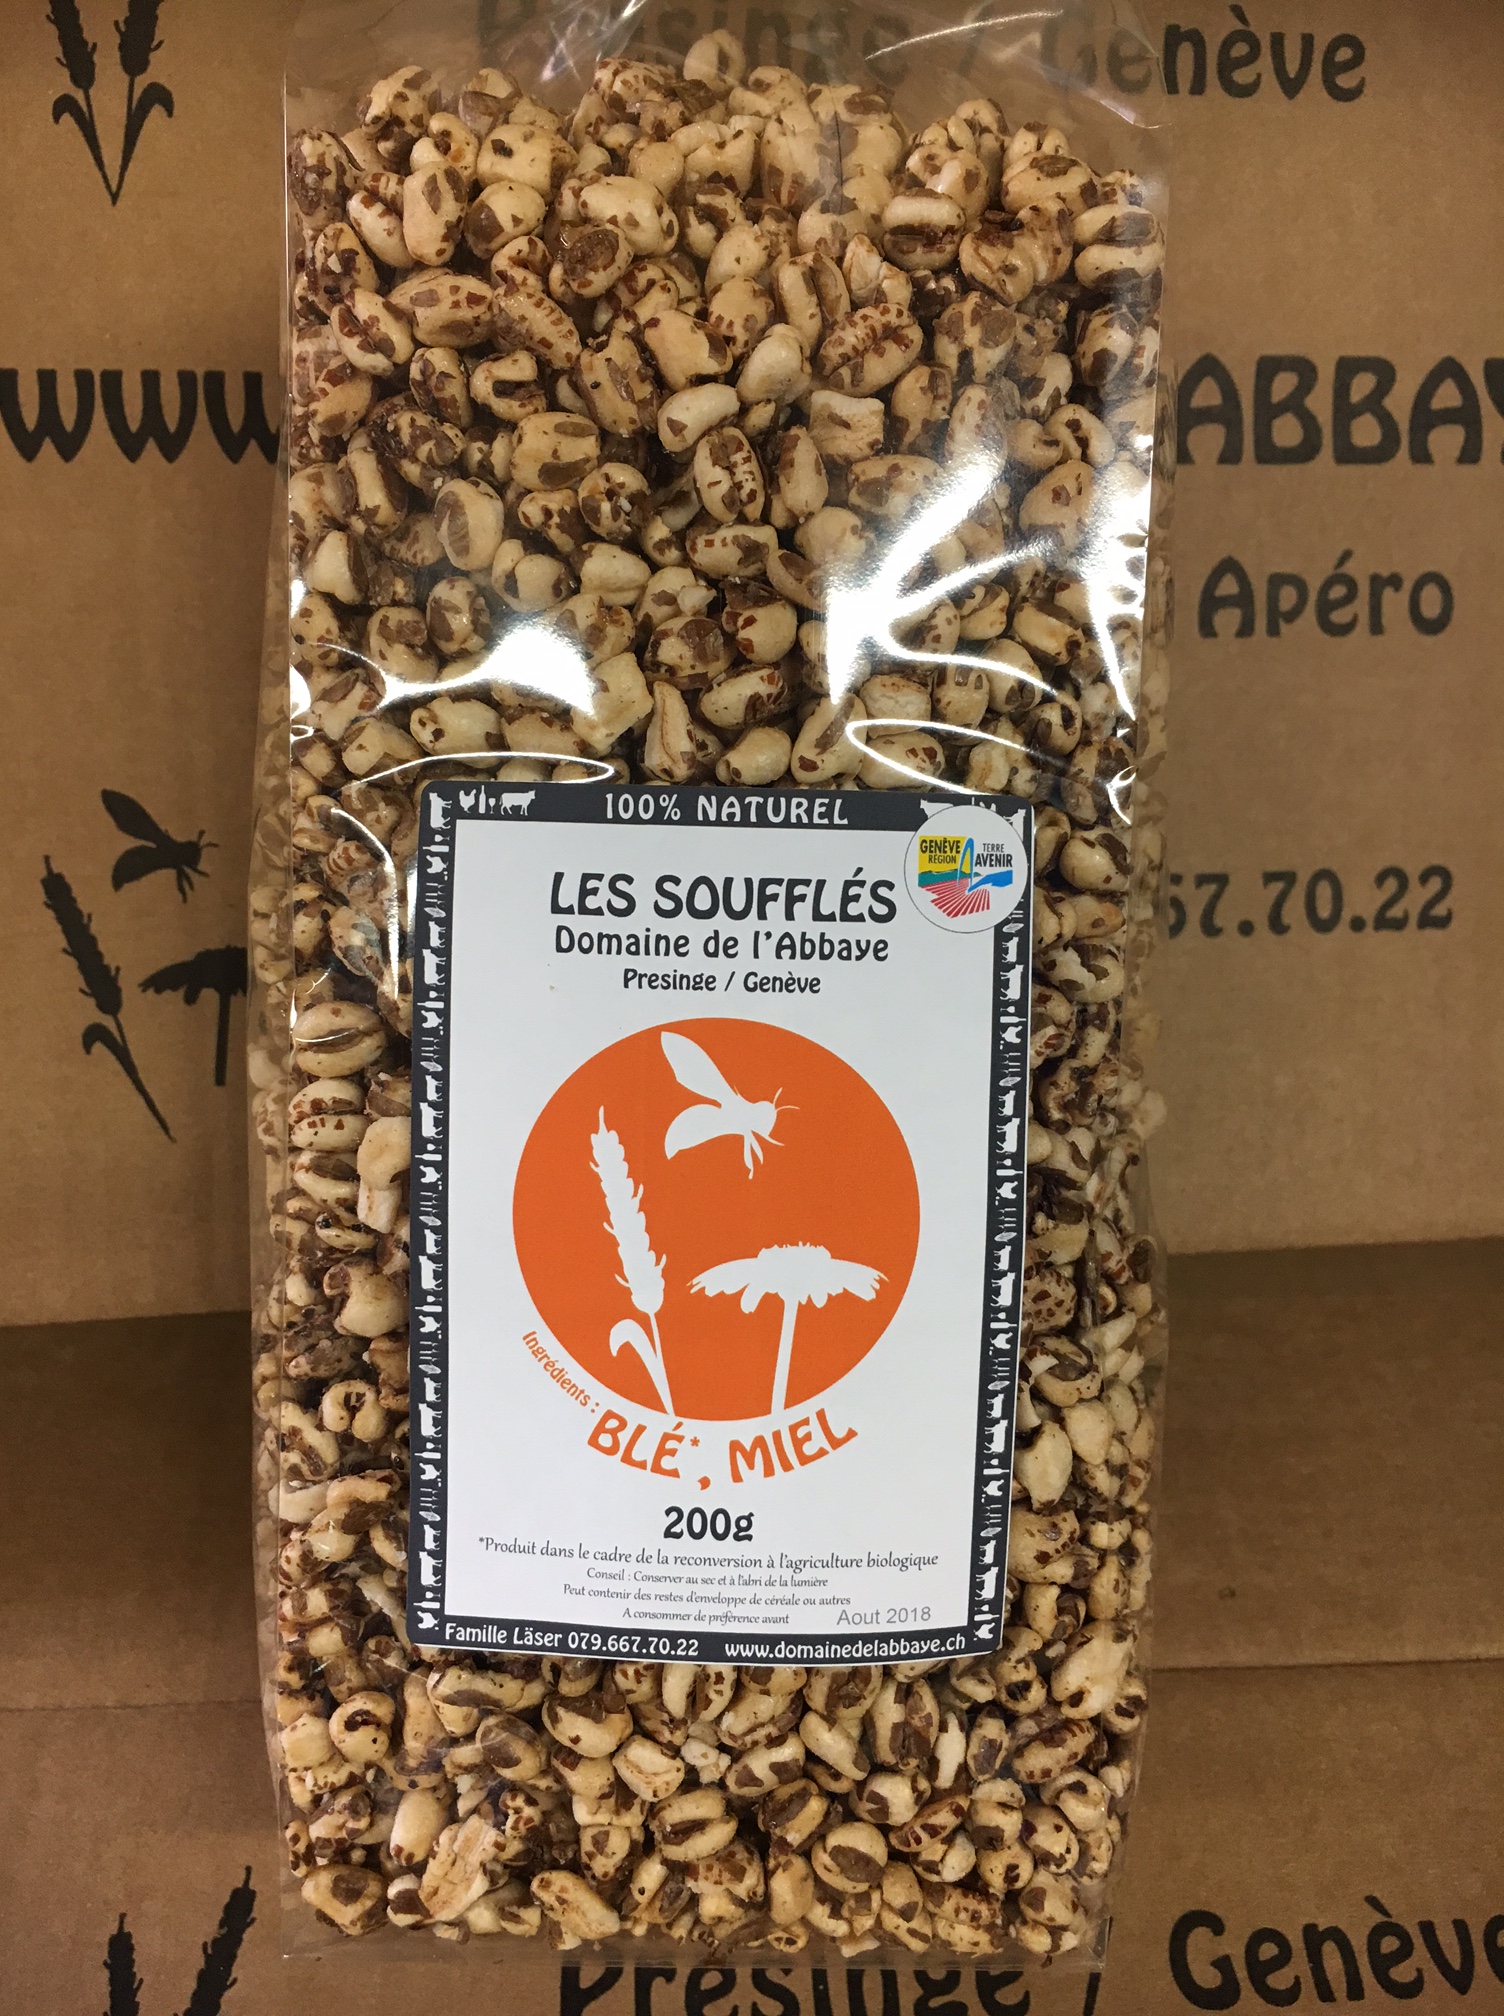 Genève
www.
ABBAY
Apéro
57.70.22
100% NATUREL
GENÈVE
RÉGION
TERRE
AVENIR
LES SOUFFLÉS
Domaine de l'Abbaye
Presinge / Genève
Ingrédients :
BLÉ*, MIEL
200g
*Produit dans le cadre de la reconversion à l'agriculture biologique
Conseil : Conserver au sec et à l'abri de la lumière
Peut contenir des restes d'enveloppe de céréale ou autres
A consommer de préférence avant Aout 2018
Famille Läser 079.667.70.22 www.domainedelabbaye.ch
Presinge / Genève